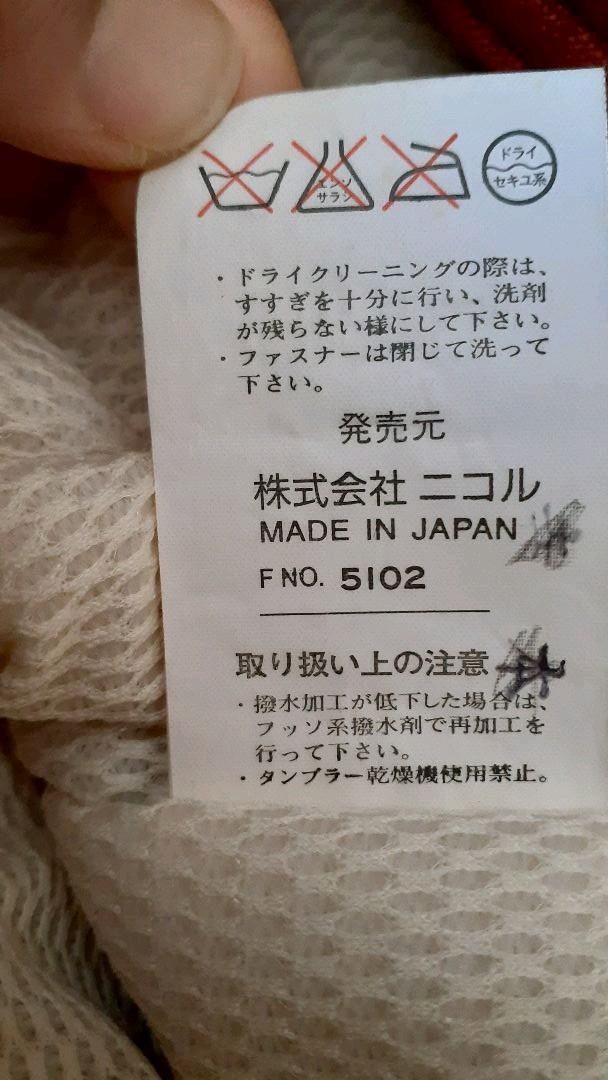 エンソ
サラシ
ドライ
セキユ系
・ドライクリーニングの際は、
すすぎを十分に行い、洗剤
が残らない様にして下さい。
・ファスナーは閉じて洗って
下さい。
発売元
株式会社 ニコル
MADE IN JAPAN
F NO. 5102
取り扱い上の注意
・撥水加工が低下した場合は、
フッソ系撥水剤で再加工を
行って下さい。
・タンブラー乾燥機使用禁止。